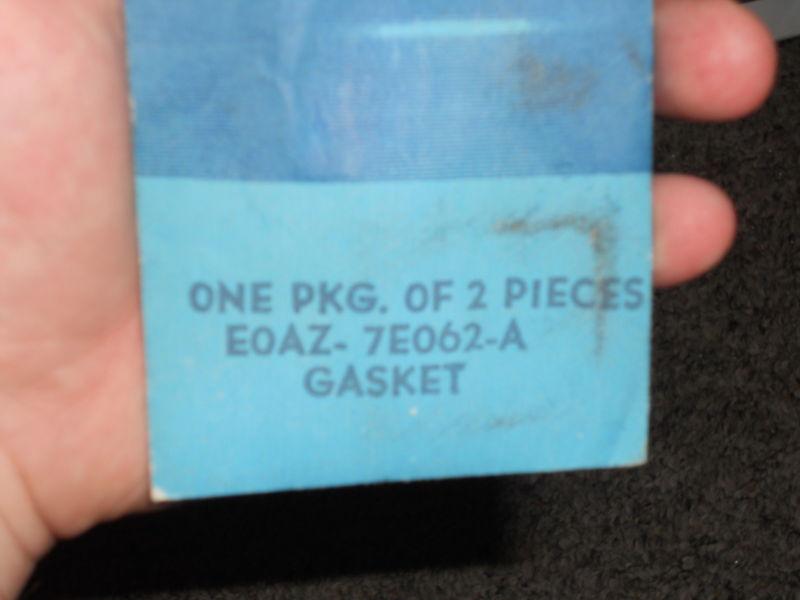 ONE PKG. OF 2 PIECES
E0AZ- 7E062-A
GASKET